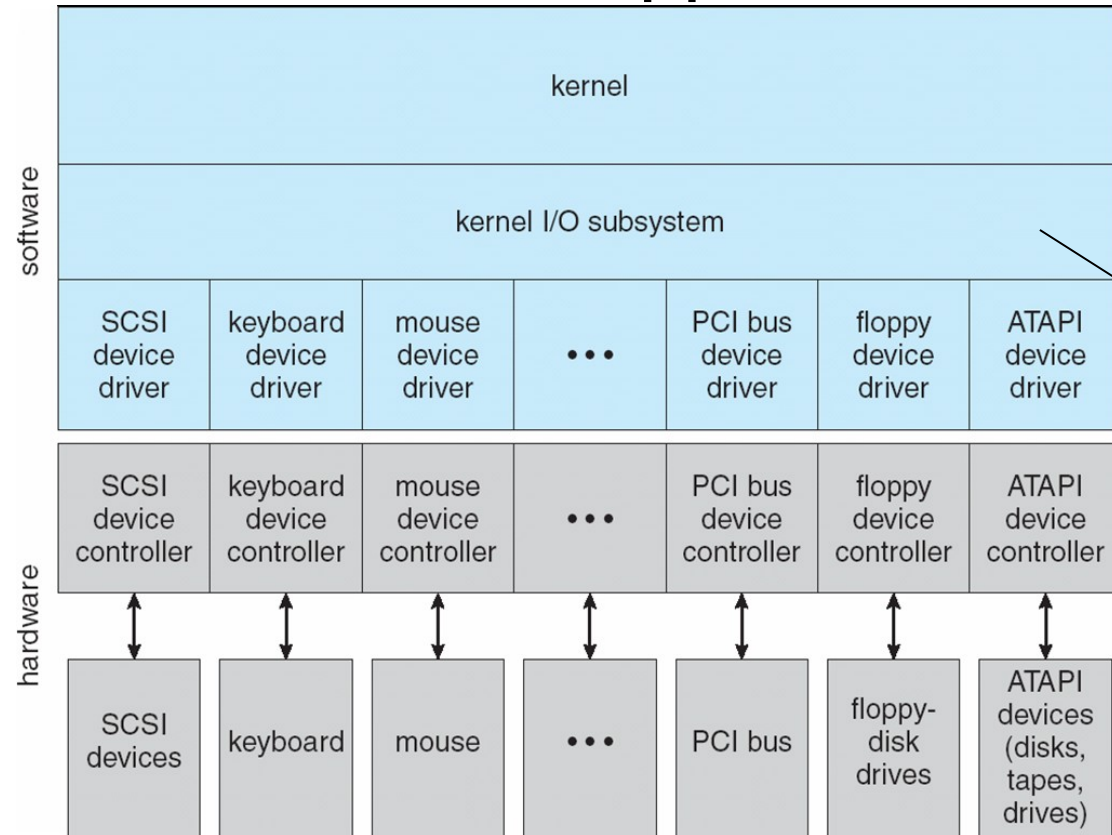 kernel
kernel I/O subsystem
software
SCSI
device
driver
keyboard
device
driver
mouse
device
driver
•••
PCI bus
device
driver
floppy
device
driver
ATAPI
device
driver
SCSI
device
controller
keyboard
device
controller
mouse
device
controller
•••
PCI bus
device
controller
floppy
device
controller
ATAPI
device
controller
hardware
SCSI
devices
keyboard
mouse
•••
PCI bus
floppy-
disk
drives
ATAPI
devices
(disks,
tapes,
drives)